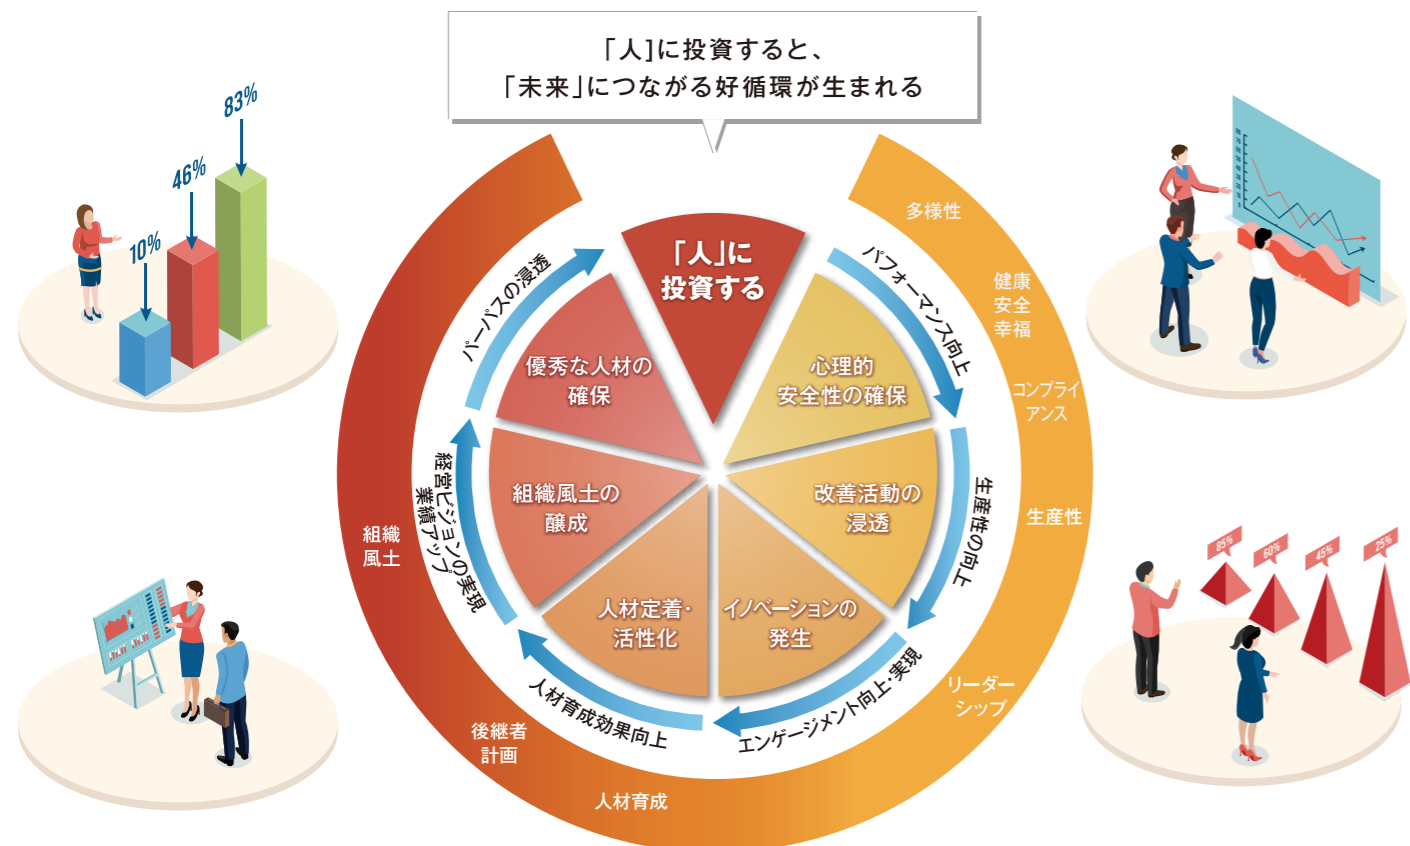 「人]に投資すると、
「未来」につながる好循環が生まれる
「人」に
投資する
心理的
安全性の確保
改善活動の
浸透
イノベーションの
発生
人材定着・
活性化
組織風土の
醸成
優秀な人材の
確保
パフォーマンス向上
生産性の向上
エンゲージメント向上・実現
人材育成効果向上
経営ビジョンの実現
業績アップ
パーパスの浸透
多様性
健康
安全
幸福
コンプライ
アンス
生産性
リーダー
シップ
人材育成
後継者
計画
組織
風土
10%
46%
83%
85%
60%
45%
25%